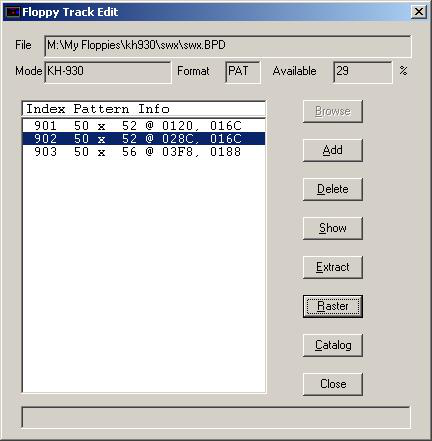 Floppy Track Edit
File M:\My Floppies\kh930\swx\swx.BPD
Mode KH-930 Format PAT Available 29 %
Index Pattern Info
901 50 x 52 @ 0120, 016C
902 50 x 52 @ 028C, 016C
903 50 x 56 @ 03F8, 0188
Browse
Add
Delete
Show
Extract
Raster
Catalog
Close